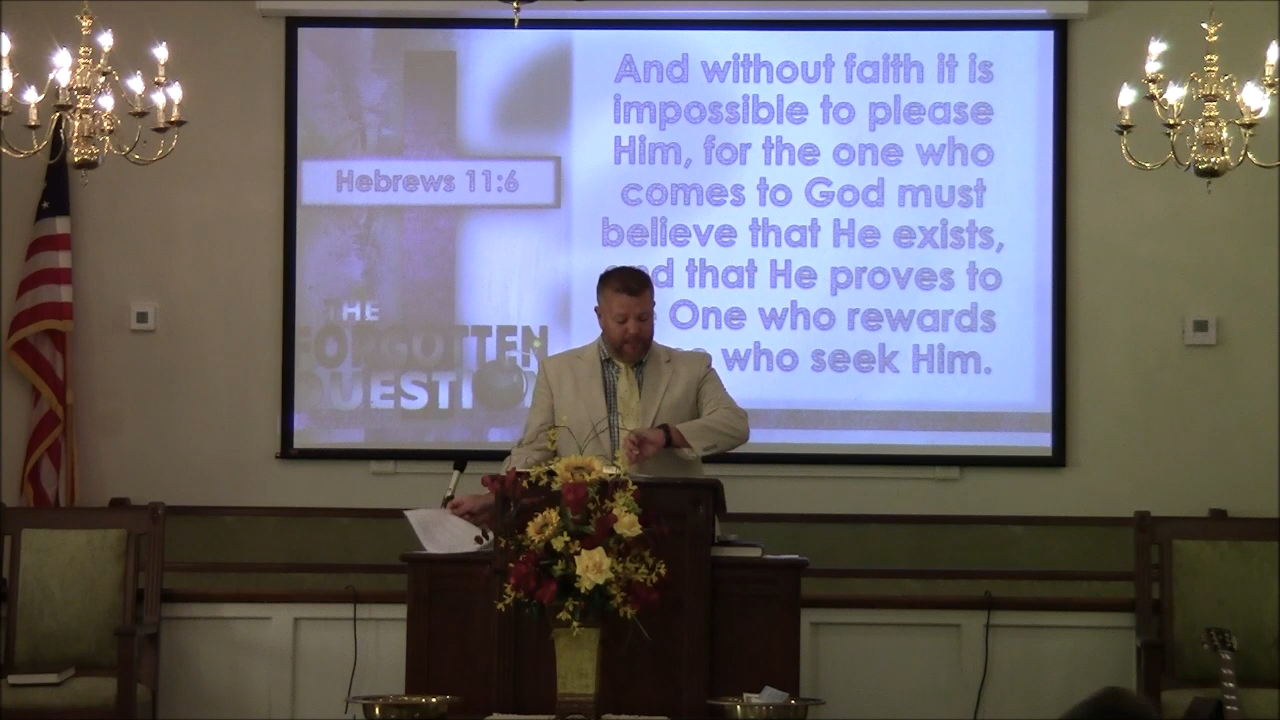 And without faith it is
impossible to please
Him, for the one who
comes to God must
believe that He exists,
and that He proves to
One who rewards
who seek Him.
Hebrews 11:6
THE
FORGOTTEN
QUESTI